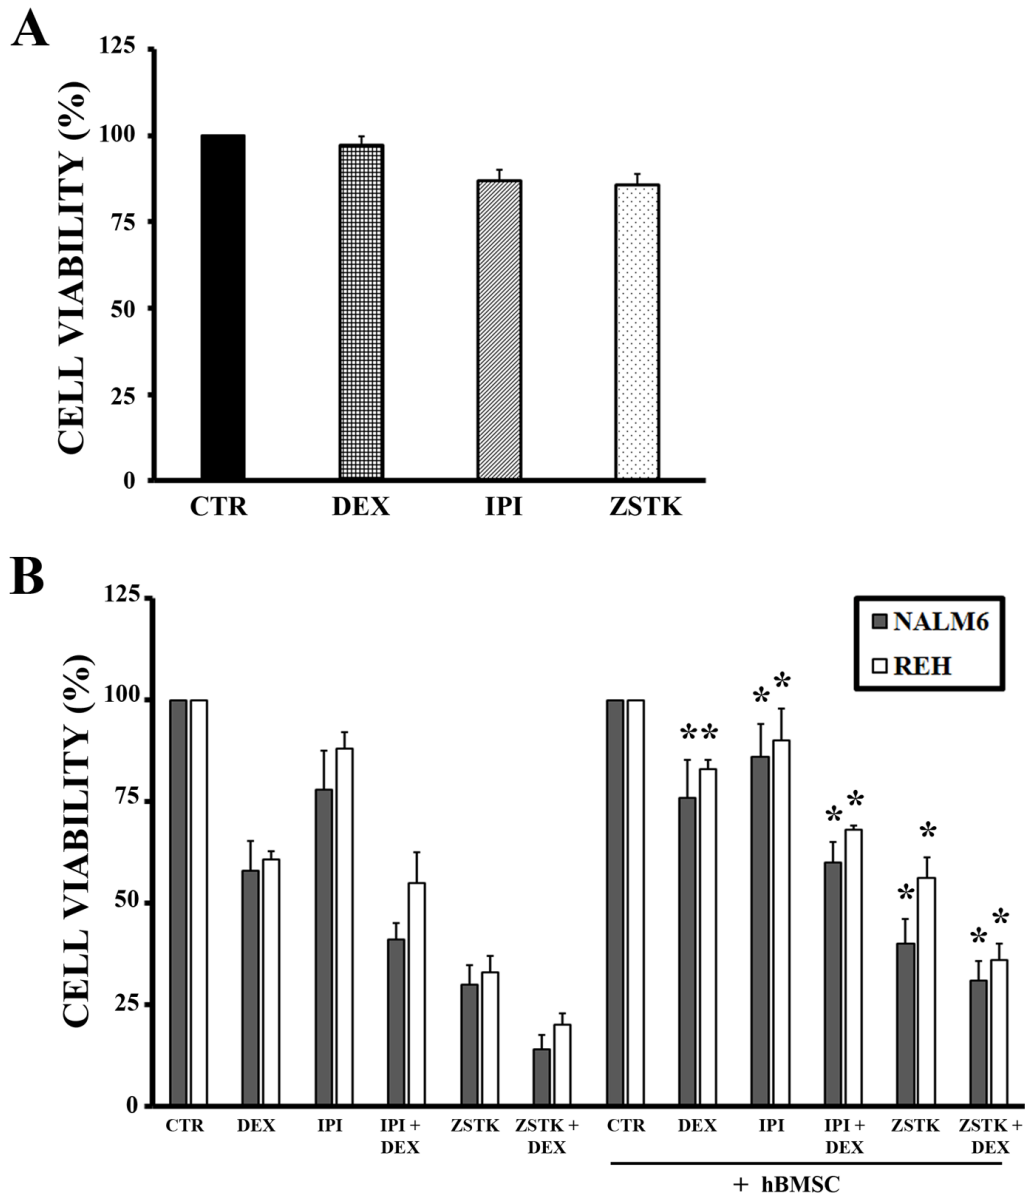 A
CELL VIABILITY (%)
125
100
75
50
25
0
CTR DEX IPI ZSTK
B
CELL VIABILITY (%)
125
100
75
50
25
0
NALM6
REH
* * * * * * * * * *
CTR DEX IPI IPI + ZSTK ZSTK + CTR DEX IPI IPI + ZSTK ZSTK +
DEX DEX DEX DEX
+ hBMSC